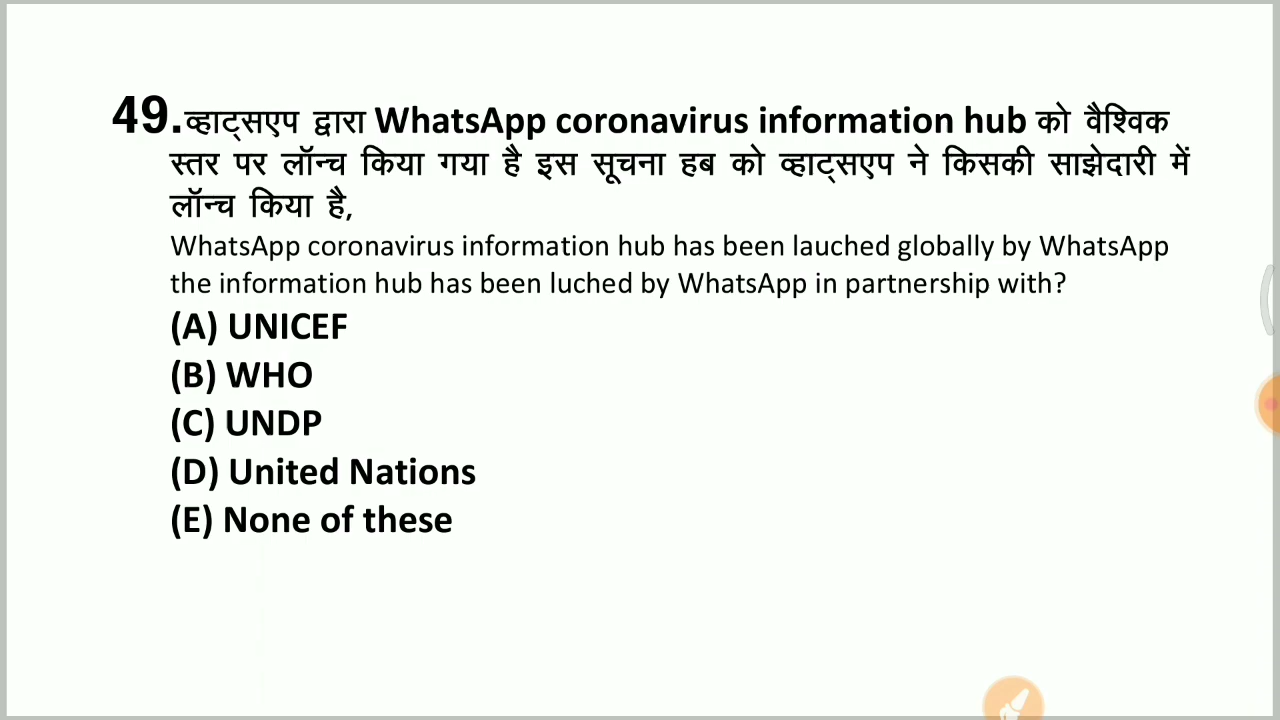 49.व्हाट्सएप द्वारा WhatsApp coronavirus information hub को वैश्विक
स्तर पर लॉन्च किया गया है इस सूचना हब को व्हाट्सएप ने किसकी साझेदारी में
लॉन्च किया है,
WhatsApp coronavirus information hub has been lauched globally by WhatsApp
the information hub has been luched by WhatsApp in partnership with?
(A) UNICEF
(B) WHO
(C) UNDP
(D) United Nations
(E) None of these